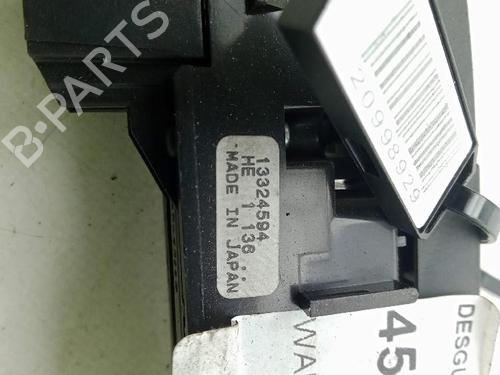 B-PARTS
20998929
13324594
HE 1 136 ..
-MADE IN JAPAN
DESGU
45
WA